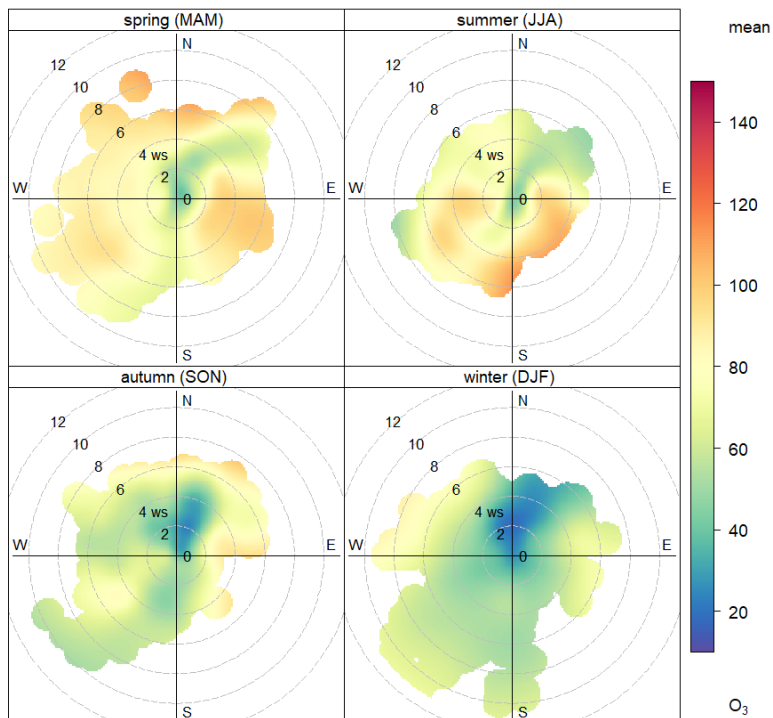 spring (MAM)
summer (JJA)
mean
N
12
10
8
6
4 ws
2
W
0
E
S
N
12
10
8
6
4 ws
2
W
0
E
S
autumn (SON)
winter (DJF)
N
12
10
8
6
4 ws
2
W
0
E
S
N
12
10
8
6
4 ws
2
W
0
E
S
140
120
100
80
60
40
20
O₃